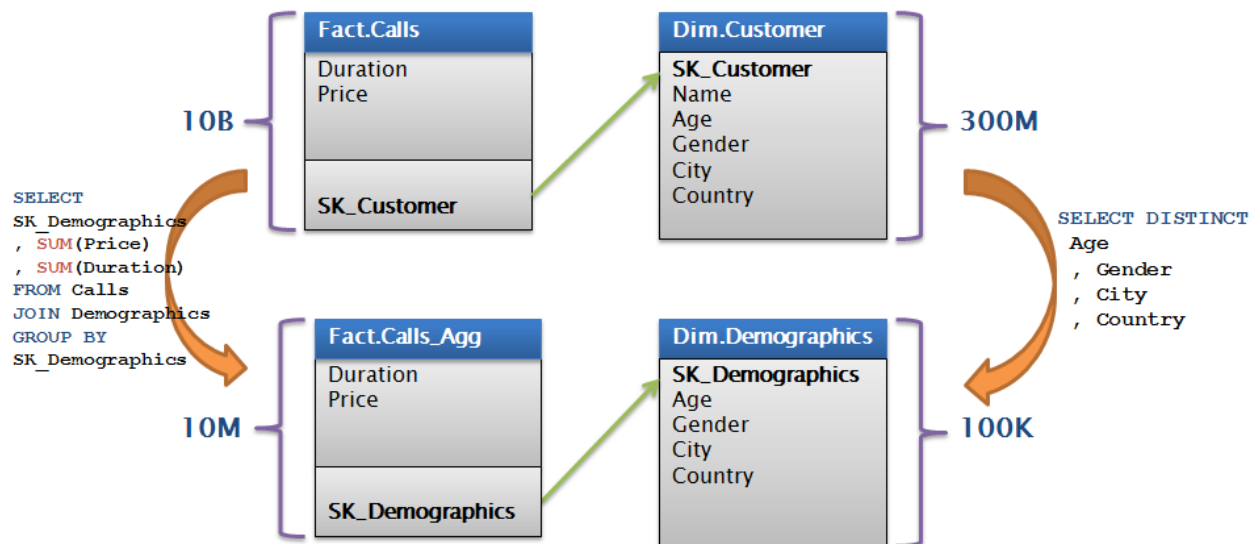 Fact.Calls
Duration
Price
SK_Customer
10B
Dim.Customer
SK_Customer
Name
Age
Gender
City
Country
300M
SELECT
SK_Demographics
, SUM(Price)
, SUM(Duration)
FROM Calls
JOIN Demographics
GROUP BY
SK_Demographics
SELECT DISTINCT
Age
, Gender
, City
, Country
Fact.Calls_Agg
Duration
Price
SK_Demographics
10M
Dim.Demographics
SK_Demographics
Age
Gender
City
Country
100K